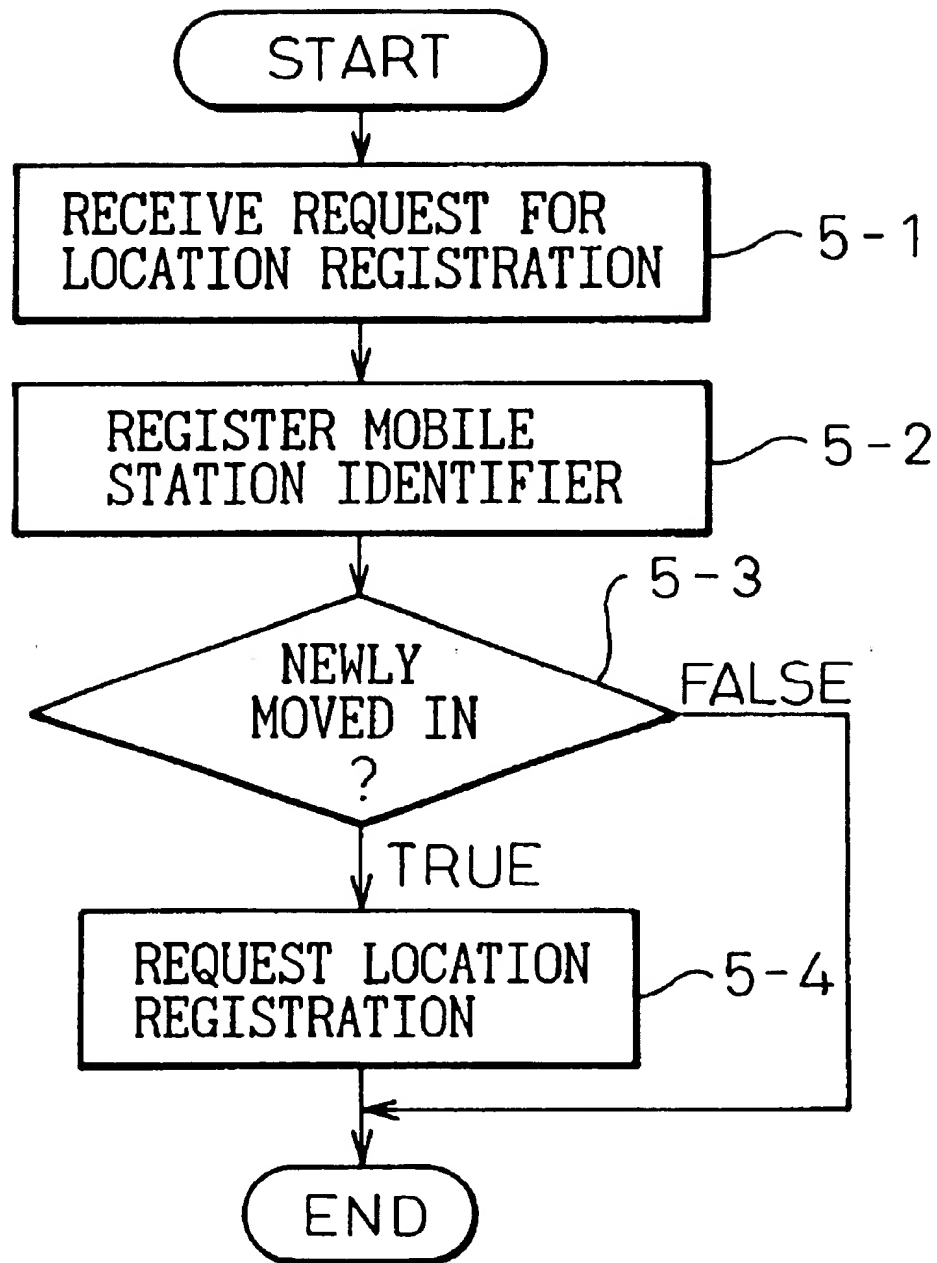 START
RECEIVE REQUEST FOR
LOCATION REGISTRATION
5-1
REGISTER MOBILE
STATION IDENTIFIER
5-2
5-3
NEWLY
MOVED IN
?
FALSE
TRUE
REQUEST LOCATION
REGISTRATION
5-4
END